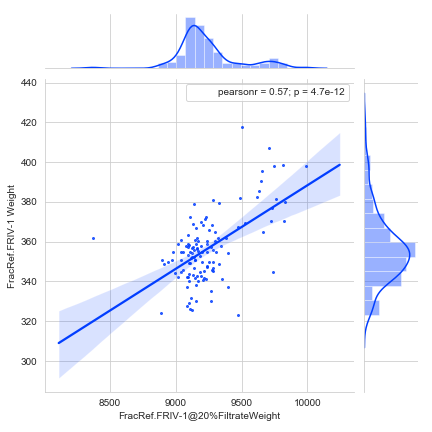 pearsonr = 0.57; p = 4.7e-12
440
420
400
380
360
340
320
300
FracRef.FRIV-1 Weight
8500 9000 9500 10000
FracRef.FRIV-1@20%FiltrateWeight